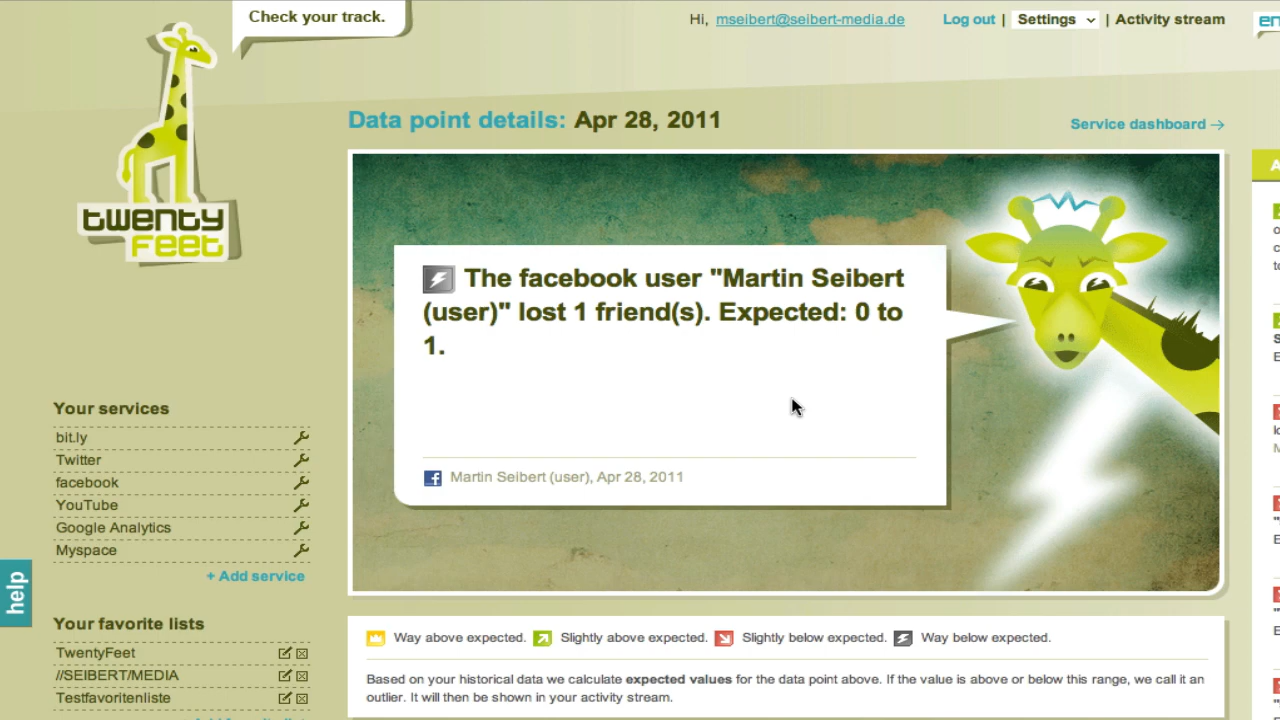 Check your track.
Hi, mseibert@seibert-media.de Log out | Settings | Activity stream
twenty
feet
Data point details: Apr 28, 2011
Service dashboard →
The facebook user "Martin Seibert
(user)" lost 1 friend(s). Expected: 0 to
1.
Martin Seibert (user), Apr 28, 2011
Your services
bit.ly
Twitter
facebook
YouTube
Google Analytics
Myspace
+ Add service
help
Your favorite lists
TwentyFeet
//SEIBERT/MEDIA
Testfavoritenliste
Way above expected. Slightly above expected. Slightly below expected. Way below expected.
Based on your historical data we calculate expected values for the data point above. If the value is above or below this range, we call it an
outlier. It will then be shown in your activity stream.